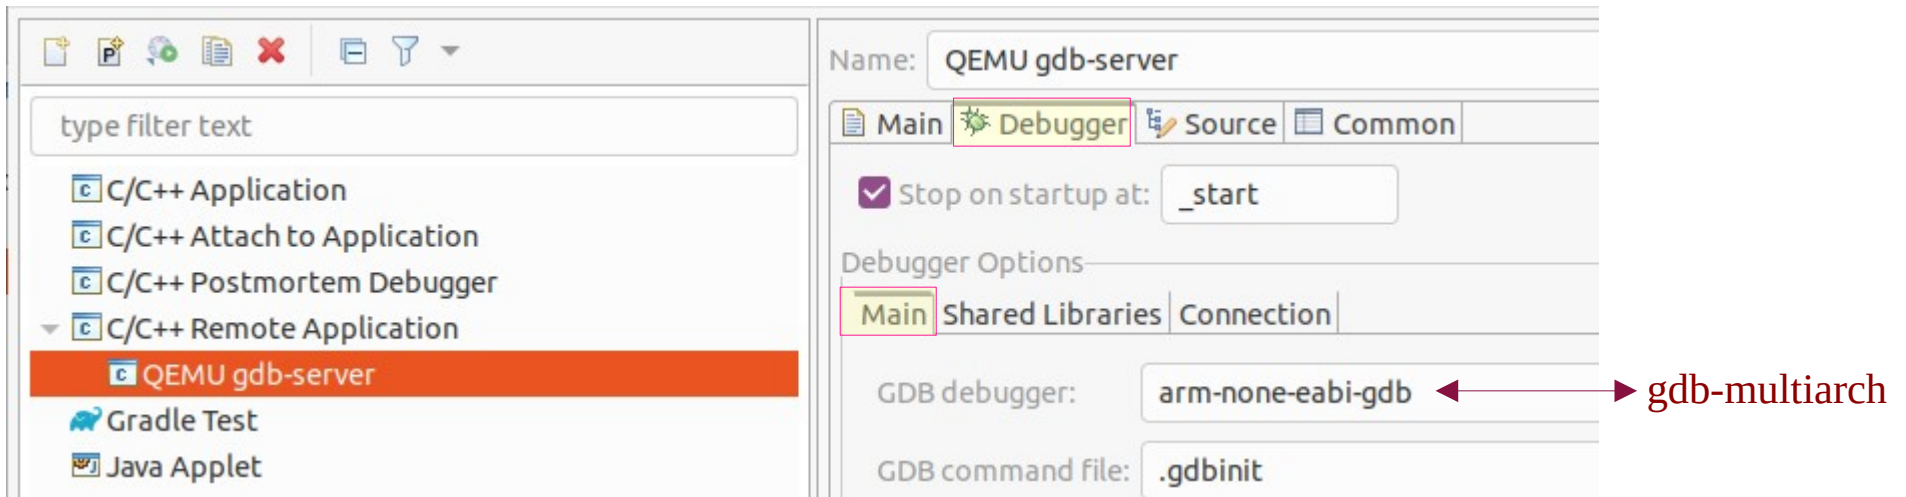 type filter text
C/C++ Application
C/C++ Attach to Application
C/C++ Postmortem Debugger
C/C++ Remote Application
QEMU gdb-server
Gradle Test
Java Applet
Name: QEMU gdb-server
Main Debugger Source Common
Stop on startup at: _start
Debugger Options
Main Shared Libraries Connection
GDB debugger: arm-none-eabi-gdb gdb-multiarch
GDB command file: .gdbinit